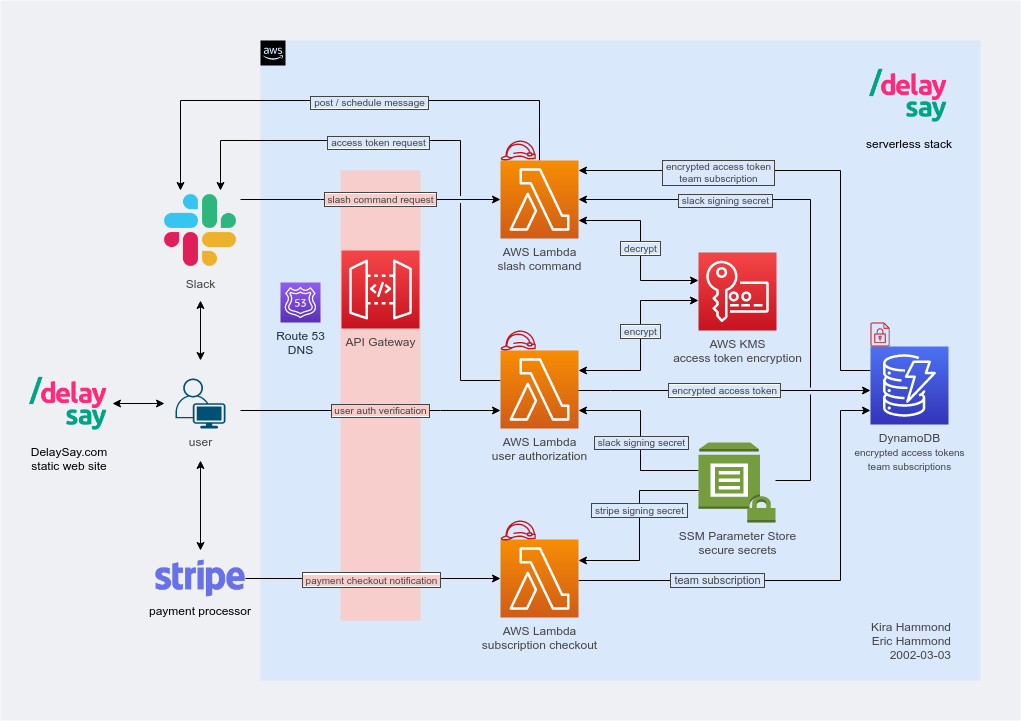 aws
/delay
say
serverless stack
post / schedule message
access token request
encrypted access token
team subscription
slash command request
slack signing secret
AWS Lambda
slash command
decrypt
Slack
</>
53
Route 53
DNS
API Gateway
encrypt
AWS KMS
access token encryption
/delay
say
DelaySay.com
static web site
user
user auth verification
encrypted access token
AWS Lambda
user authorization
slack signing secret
DynamoDB
encrypted access tokens
team subscriptions
stripe signing secret
SSM Parameter Store
secure secrets
stripe
payment processor
payment checkout notification
team subscription
AWS Lambda
subscription checkout
Kira Hammond
Eric Hammond
2002-03-03